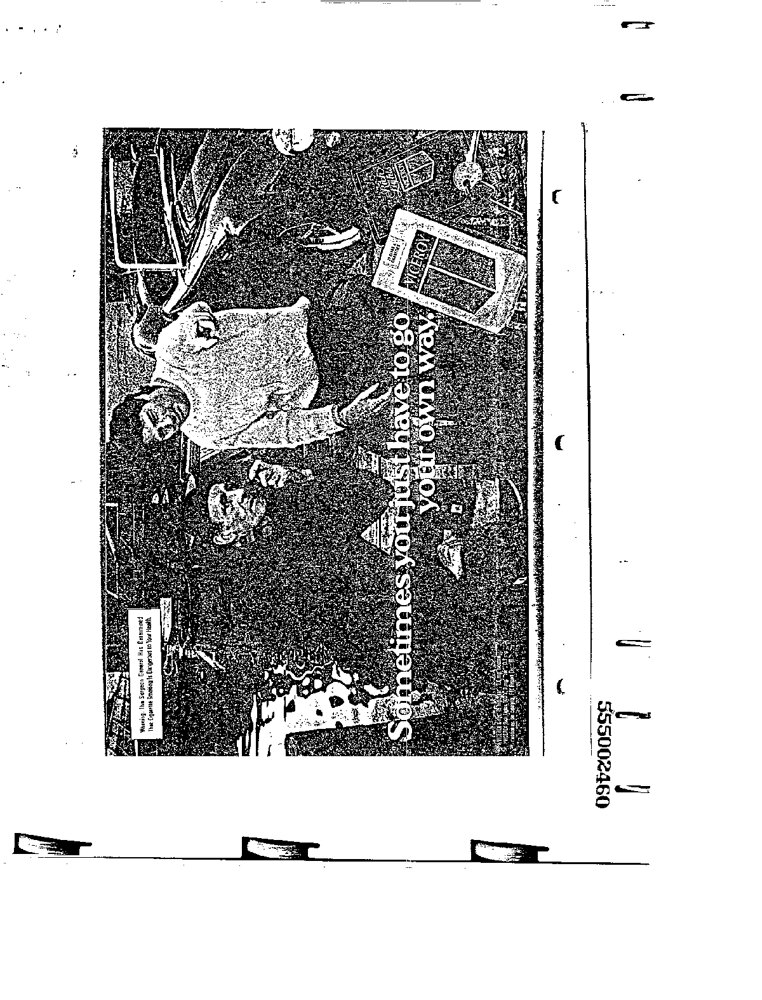 Warning: The Surgeon General Has Determined
That Cigarette Smoking Is Dangerous to Your Health.
Sometimes you just have to go
your own way.
VICEROY
555002460